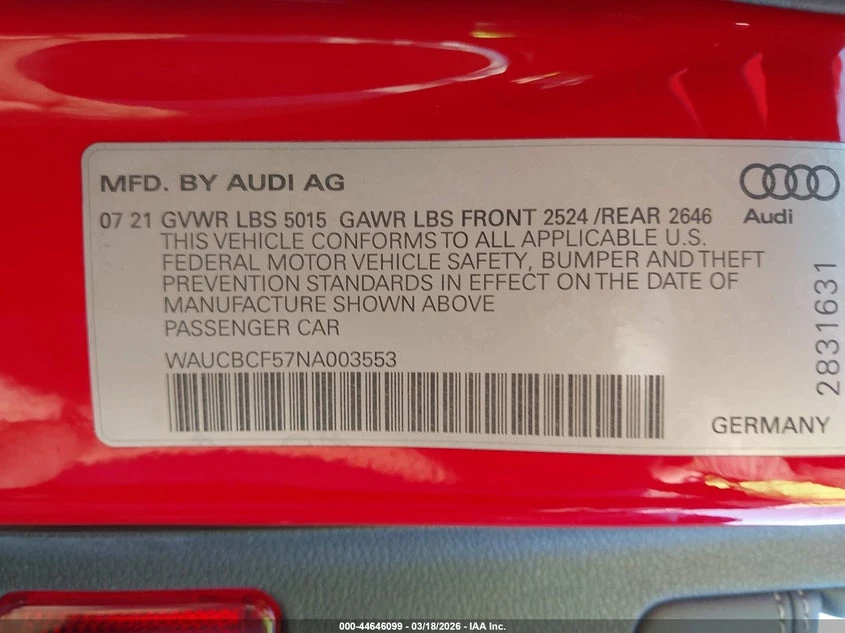 MFD. BY AUDI AG
07 21 GVWR LBS 5015 GAWR LBS FRONT 2524 /REAR 2646
Audi
THIS VEHICLE CONFORMS TO ALL APPLICABLE U.S.
FEDERAL MOTOR VEHICLE SAFETY, BUMPER AND THEFT
PREVENTION STANDARDS IN EFFECT ON THE DATE OF
MANUFACTURE SHOWN ABOVE
PASSENGER CAR
WAUCBCF57NA003553
GERMANY
2831631
000-44646099 — 03/18/2026 — IAA Inc.